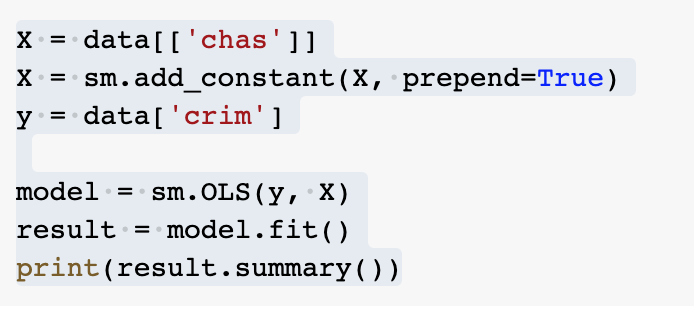 X = data[['chas']]
X = sm.add_constant(X, prepend=True)
y = data['crim']
model = sm.OLS(y, X)
result = model.fit()
print(result.summary())